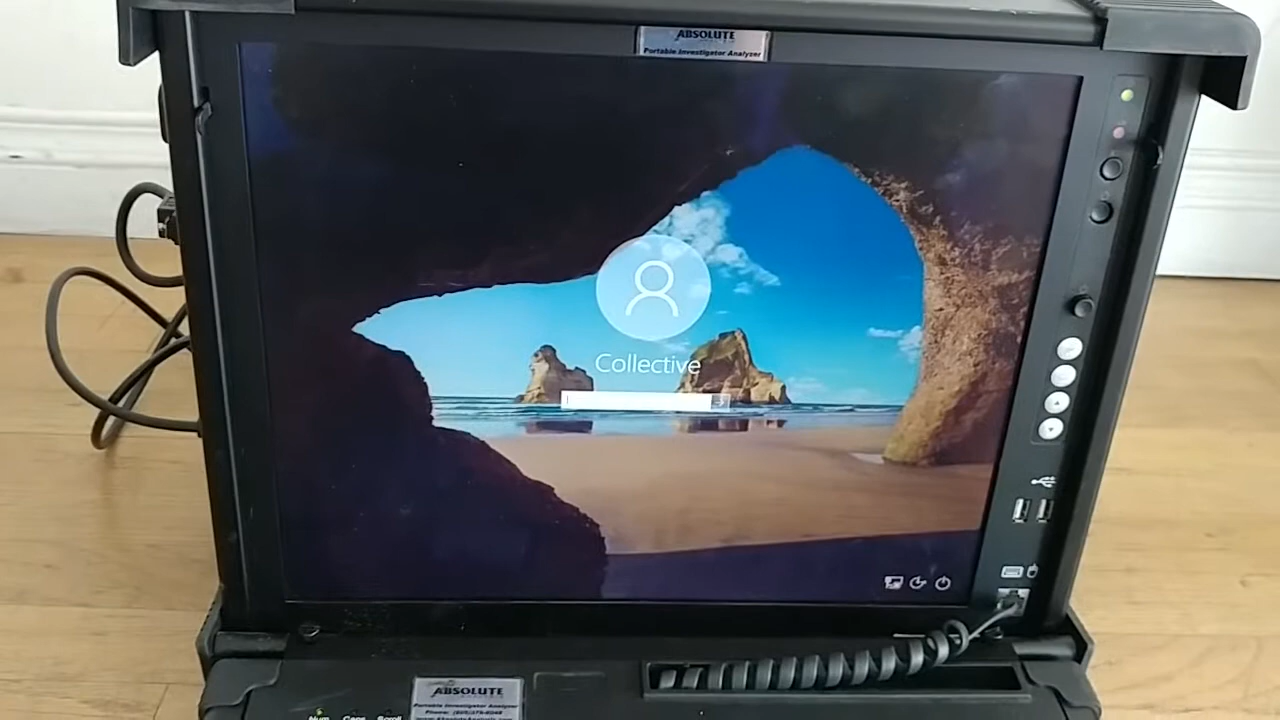 ABSOLUTE
Portable Investigator Analyzer
Collective
ABSOLUTE
Portable Investigator Analyzer
Num Caps Scroll